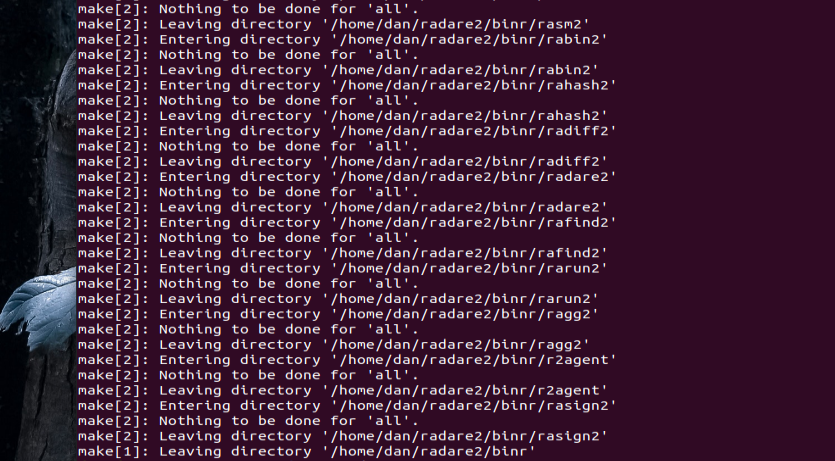 make[2]: Nothing to be done for 'all'.
make[2]: Leaving directory '/home/dan/radare2/binr/rasm2'
make[2]: Entering directory '/home/dan/radare2/binr/rabin2'
make[2]: Nothing to be done for 'all'.
make[2]: Leaving directory '/home/dan/radare2/binr/rabin2'
make[2]: Entering directory '/home/dan/radare2/binr/rahash2'
make[2]: Nothing to be done for 'all'.
make[2]: Leaving directory '/home/dan/radare2/binr/rahash2'
make[2]: Entering directory '/home/dan/radare2/binr/radiff2'
make[2]: Nothing to be done for 'all'.
make[2]: Leaving directory '/home/dan/radare2/binr/radiff2'
make[2]: Entering directory '/home/dan/radare2/binr/radare2'
make[2]: Nothing to be done for 'all'.
make[2]: Leaving directory '/home/dan/radare2/binr/radare2'
make[2]: Entering directory '/home/dan/radare2/binr/rafind2'
make[2]: Nothing to be done for 'all'.
make[2]: Leaving directory '/home/dan/radare2/binr/rafind2'
make[2]: Entering directory '/home/dan/radare2/binr/rarun2'
make[2]: Nothing to be done for 'all'.
make[2]: Leaving directory '/home/dan/radare2/binr/rarun2'
make[2]: Entering directory '/home/dan/radare2/binr/ragg2'
make[2]: Nothing to be done for 'all'.
make[2]: Leaving directory '/home/dan/radare2/binr/ragg2'
make[2]: Entering directory '/home/dan/radare2/binr/r2agent'
make[2]: Nothing to be done for 'all'.
make[2]: Leaving directory '/home/dan/radare2/binr/r2agent'
make[2]: Entering directory '/home/dan/radare2/binr/rasign2'
make[2]: Nothing to be done for 'all'.
make[2]: Leaving directory '/home/dan/radare2/binr/rasign2'
make[1]: Leaving directory '/home/dan/radare2/binr'